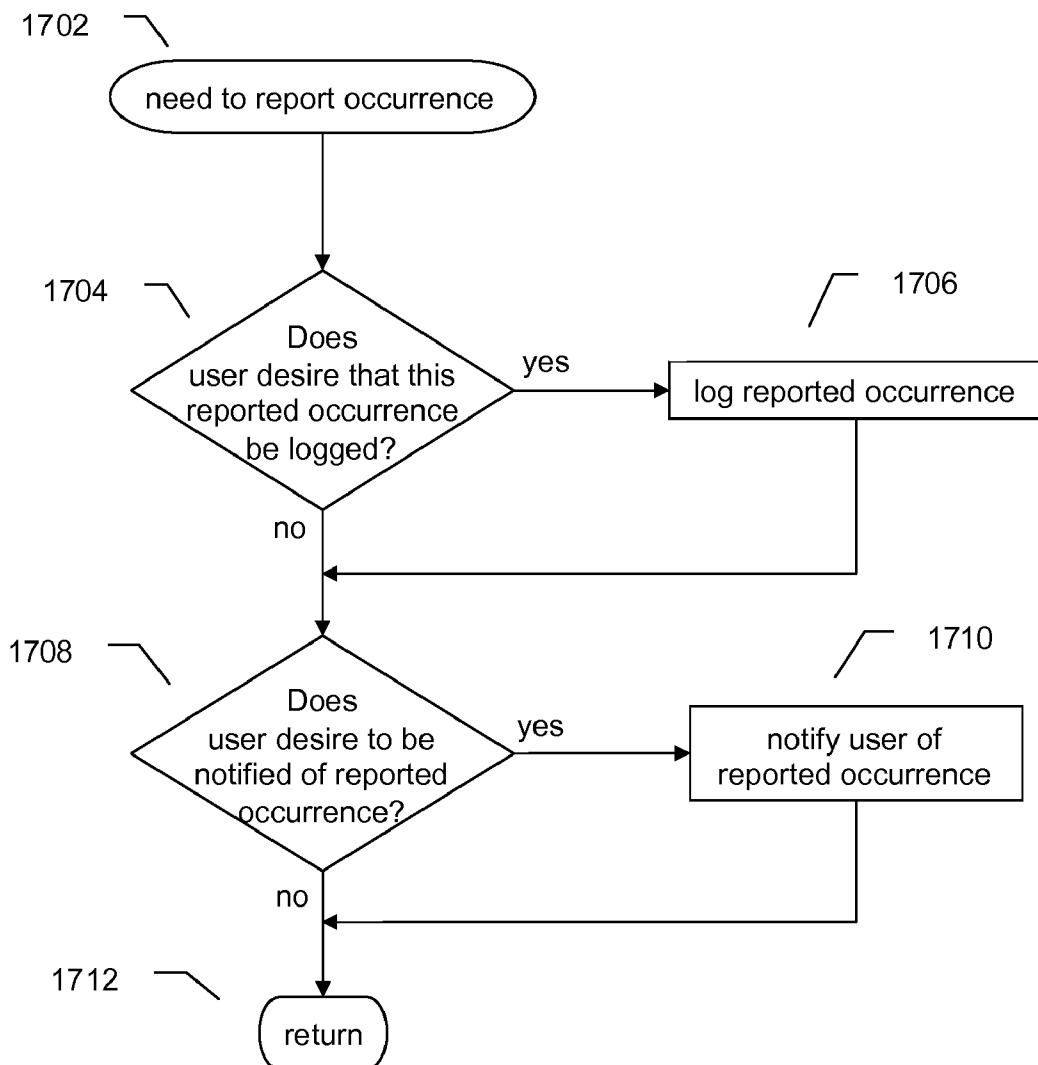 1702
need to report occurrence
1704
Does
user desire that this
reported occurrence
be logged?
yes
1706
log reported occurrence
no
1708
Does
user desire to be
notified of reported
occurrence?
yes
1710
notify user of
reported occurrence
no
1712
return